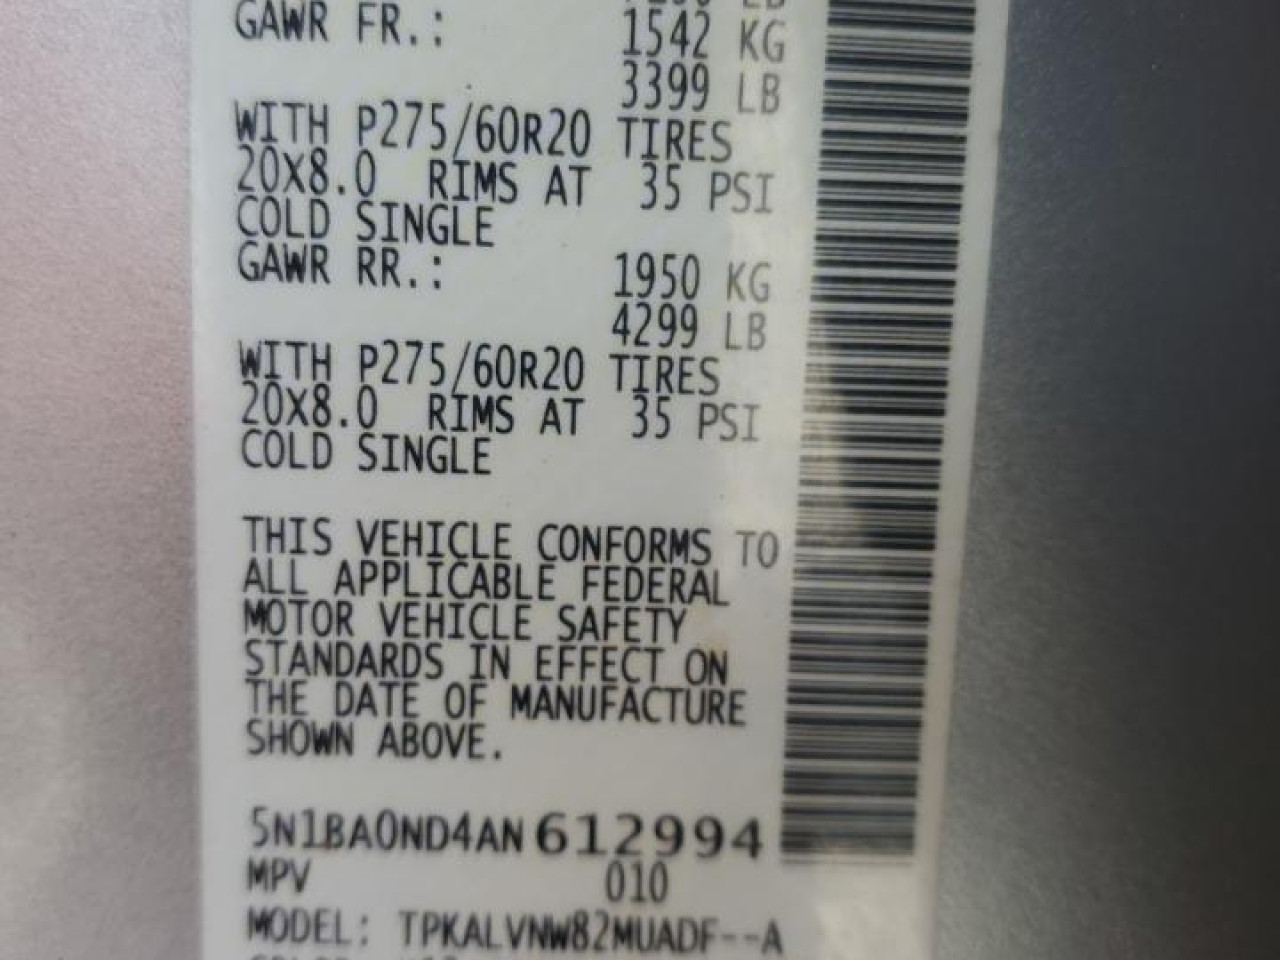 GAWR FR.: 1542 KG
3399 LB
WITH P275/60R20 TIRES
20X8.0 RIMS AT 35 PSI
COLD SINGLE
GAWR RR.: 1950 KG
4299 LB
WITH P275/60R20 TIRES
20X8.0 RIMS AT 35 PSI
COLD SINGLE
THIS VEHICLE CONFORMS TO
ALL APPLICABLE FEDERAL
MOTOR VEHICLE SAFETY
STANDARDS IN EFFECT ON
THE DATE OF MANUFACTURE
SHOWN ABOVE.
5N1BA0ND4AN612994
MPV 010
MODEL: TPKALVNW82MUADF--A